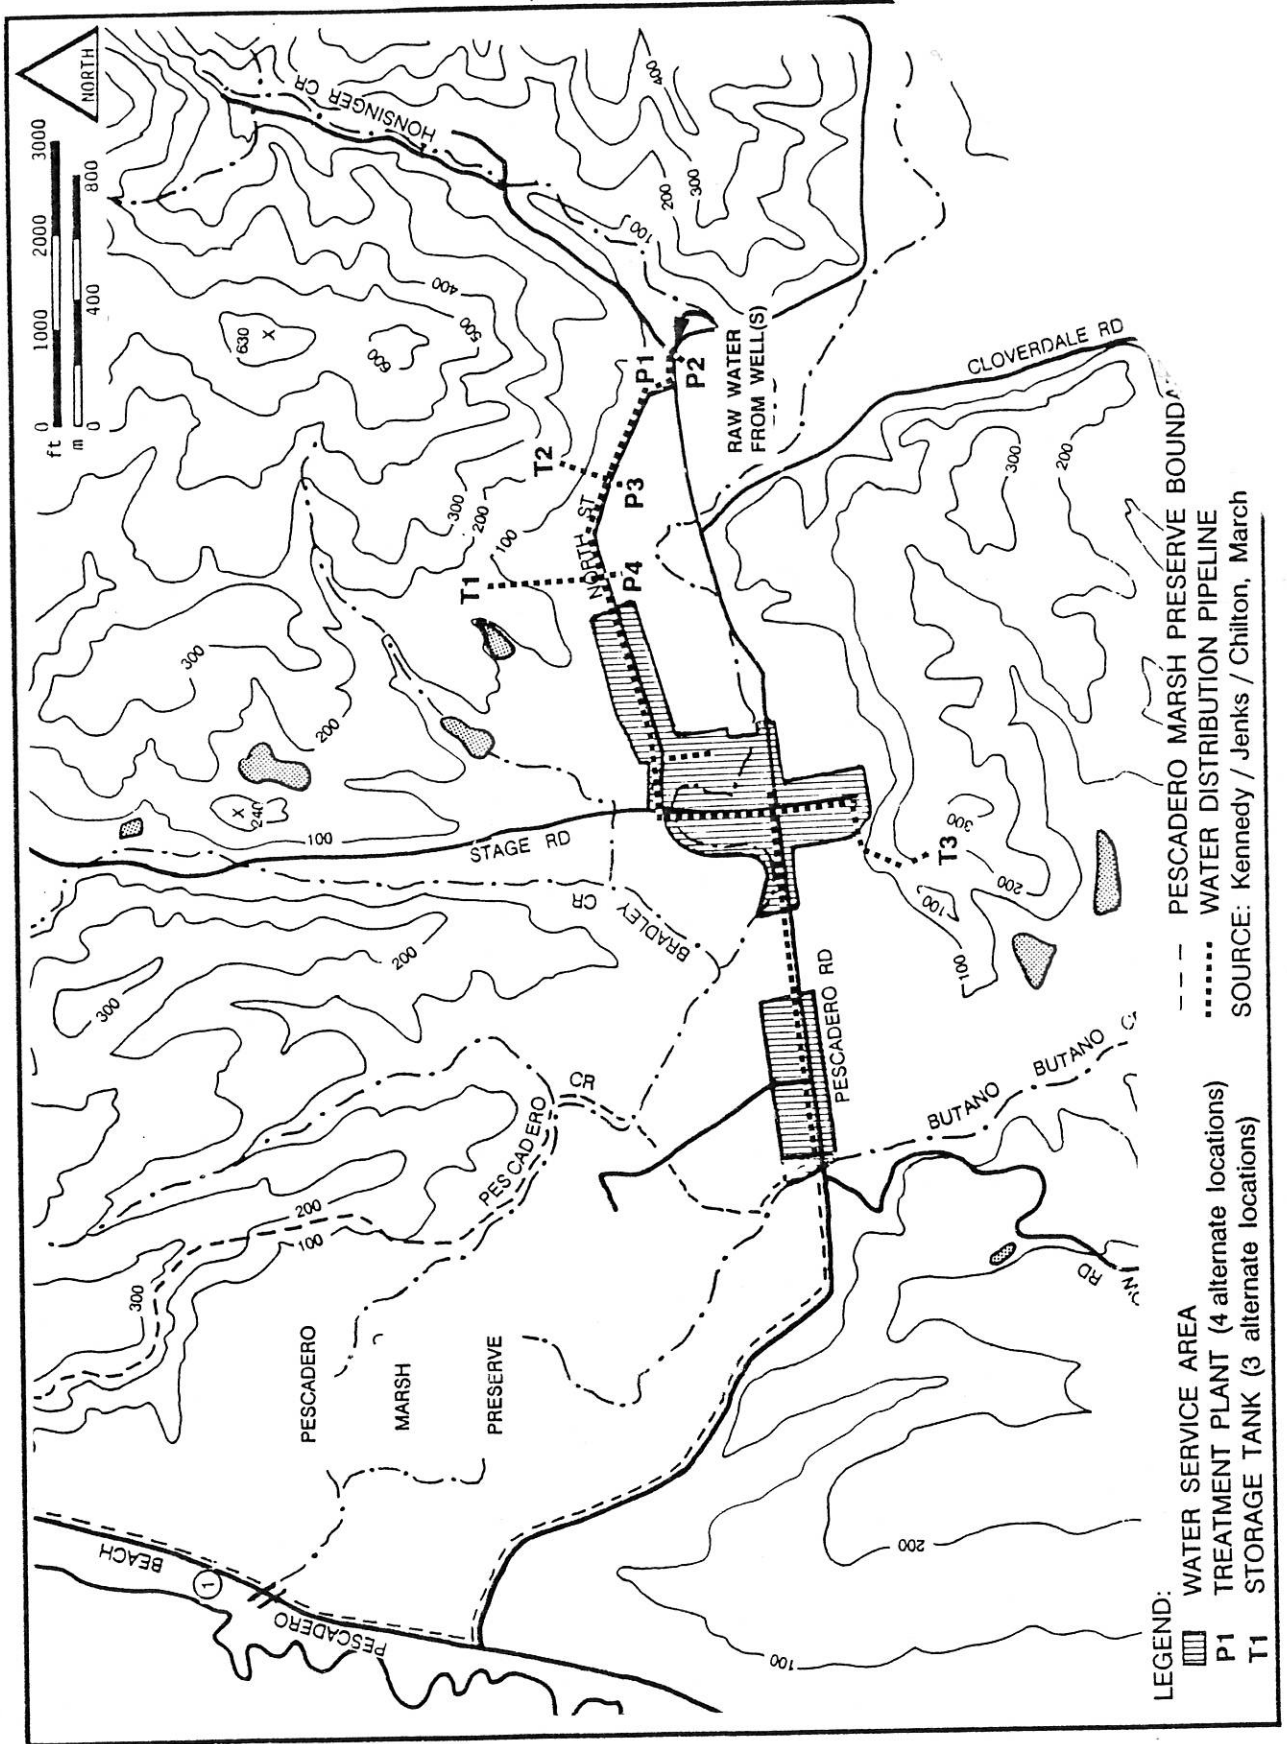 NORTH
ft 0 1000 2000 3000
m 0 400 800
HONSINGER CR
400
200
300
100
630
X
600
500
400
300
200
100
T2
T1
NORTH ST
P1
P2
P3
P4
RAW WATER
FROM WELL(S)
CLOVERDALE RD
300
200
300
200
X
240
100
STAGE RD
BRADLEY CR
200
300
T3
300
200
100
100
PESCADERO RD
PESCADERO CR
BUTANO
BUTANO
RD
200
100
300
PESCADERO
MARSH
PRESERVE
PESCADERO
BEACH
1
200
100
LEGEND:
WATER SERVICE AREA
P1 TREATMENT PLANT (4 alternate locations)
T1 STORAGE TANK (3 alternate locations)
PESCADERO MARSH PRESERVE
WATER DISTRIBUTION PIPELINE
SOURCE: Kennedy / Jenks / Chilton, March